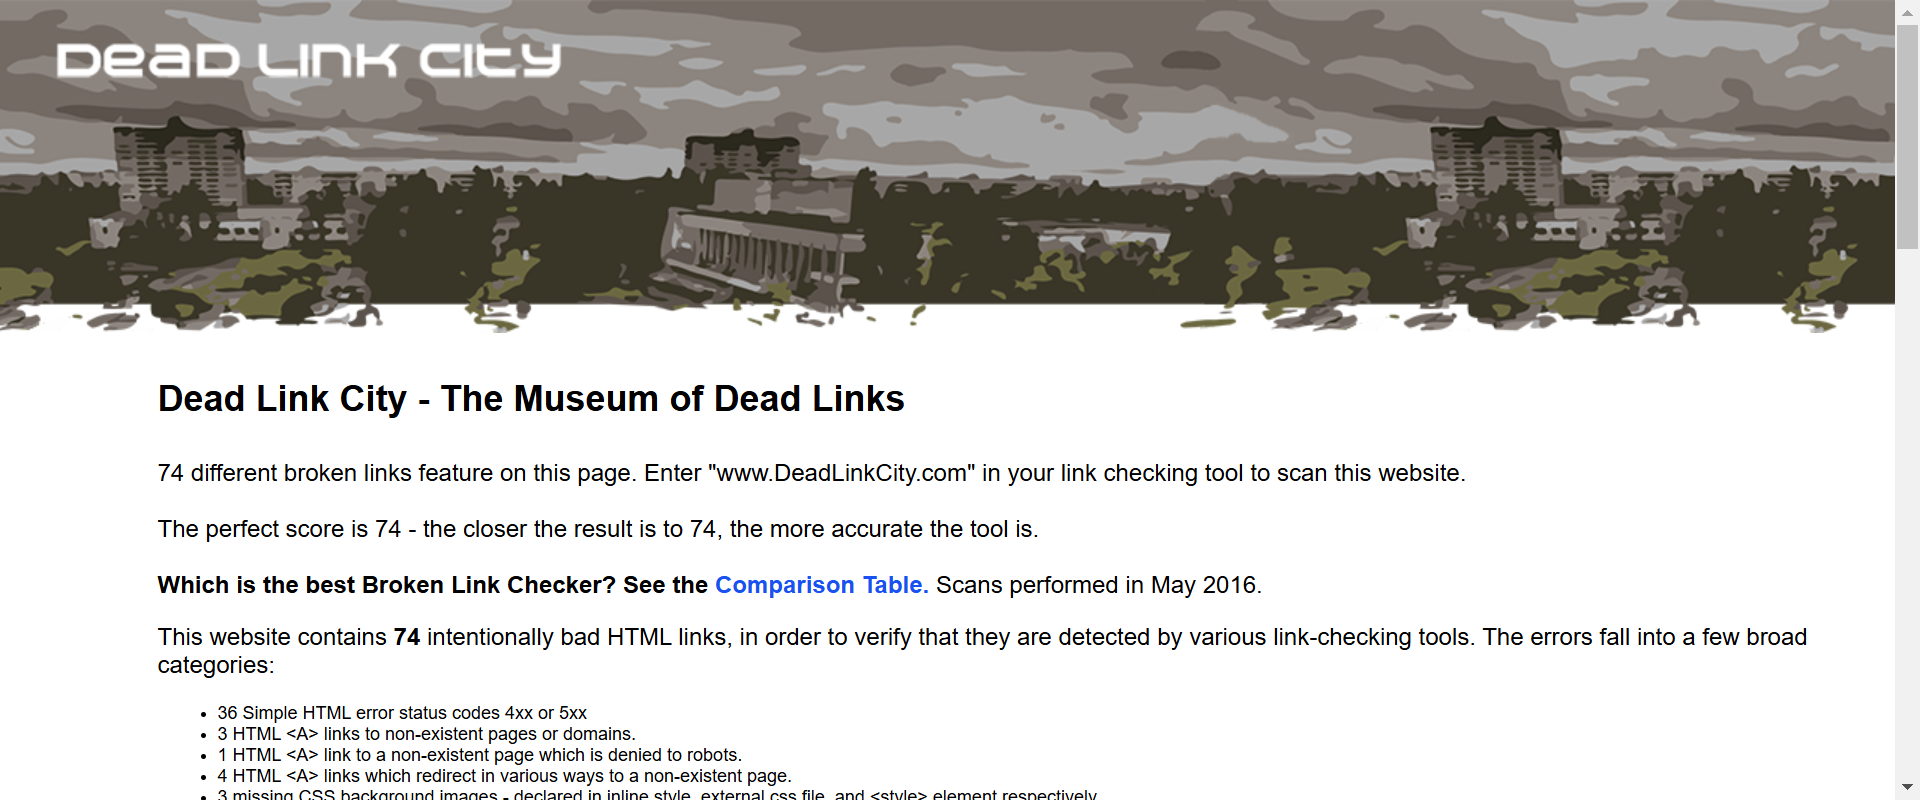 DEAD LINK CITY
Dead Link City - The Museum of Dead Links
74 different broken links feature on this page. Enter "www.DeadLinkCity.com" in your link checking tool to scan this website.
The perfect score is 74 - the closer the result is to 74, the more accurate the tool is.
Which is the best Broken Link Checker? See the Comparison Table. Scans performed in May 2016.
This website contains 74 intentionally bad HTML links, in order to verify that they are detected by various link-checking tools. The errors fall into a few broad
categories:
• 36 Simple HTML error status codes 4xx or 5xx
• 3 HTML <A> links to non-existent pages or domains.
• 1 HTML <A> link to a non-existent page which is denied to robots.
• 4 HTML <A> links which redirect in various ways to a non-existent page.
• 3 missing CSS background images - declared in inline style, external css file, and <style> element respectively